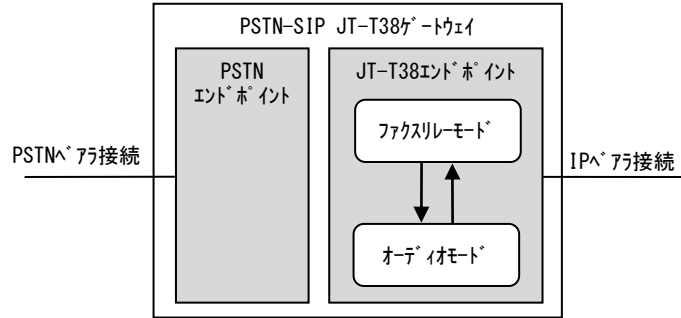 PSTN-SIP JT-T38ｹﾞｰﾄｳｪｲ
PSTN
ｴﾝﾄﾞﾎﾟｲﾝﾄ
JT-T38ｴﾝﾄﾞﾎﾟｲﾝﾄ
ﾌｧｸｽﾘﾚｰﾓｰﾄﾞ
PSTNﾍﾞｱﾗ接続
IPﾍﾞｱﾗ接続
ｵｰﾃﾞｨｵﾓｰﾄﾞ